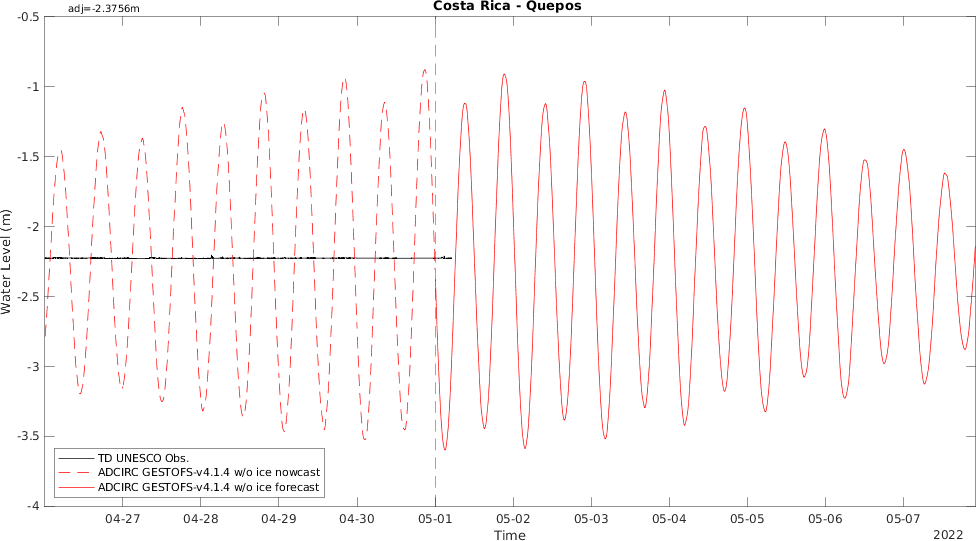 adj=-2.3756m
Costa Rica - Quepos
-0.5
-1
-1.5
-2
-2.5
-3
-3.5
-4
Water Level (m)
TD UNESCO Obs.
ADCIRC GESTOFS-v4.1.4 w/o ice nowcast
ADCIRC GESTOFS-v4.1.4 w/o ice forecast
04-27 04-28 04-29 04-30 05-01 05-02 05-03 05-04 05-05 05-06 05-07
Time
2022